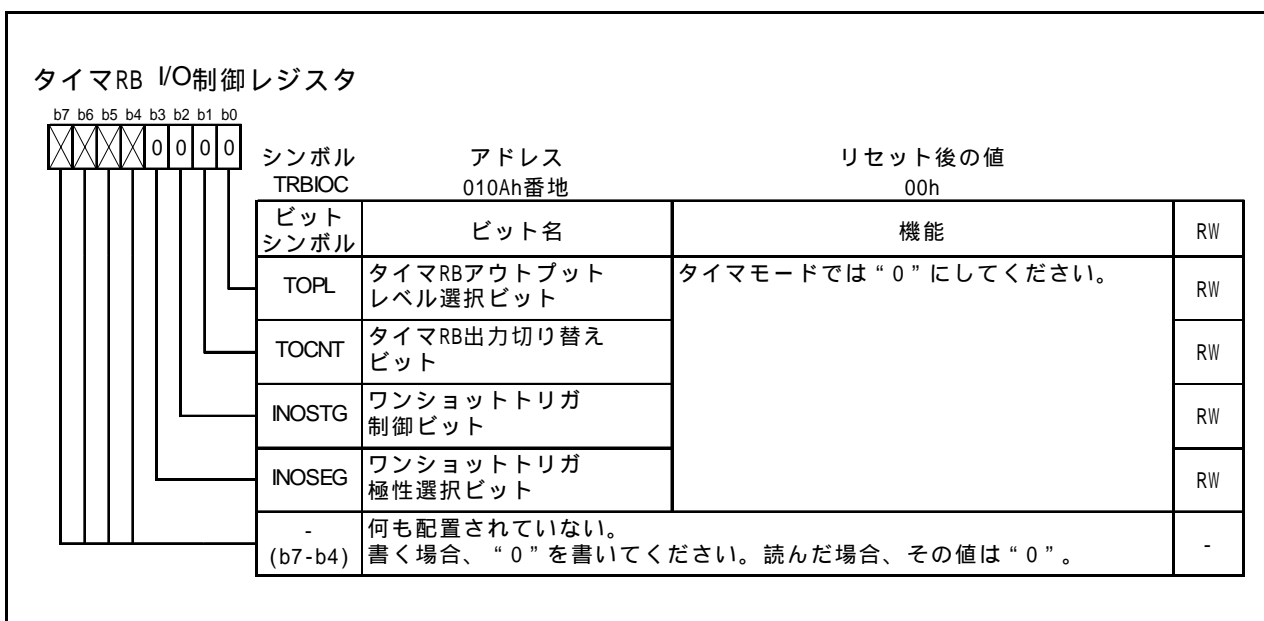 タイマRB I/O制御レジスタ
b7 b6 b5 b4 b3 b2 b1 b0
0 0 0 0
シンボル アドレス リセット後の値
TRBIOC 010Ah番地 00h
ビット
シンボル
ビット名
機能
RW
TOPL
タイマRBアウトプット
レベル選択ビット
タイマモードでは“0”にしてください。
RW
TOCNT
タイマRB出力切り替え
ビット
RW
INOSTG
ワンショットトリガ
制御ビット
RW
INOSEG
ワンショットトリガ
極性選択ビット
RW
-
(b7-b4)
何も配置されていない。
書く場合、“0”を書いてください。読んだ場合、その値は“0”。
-